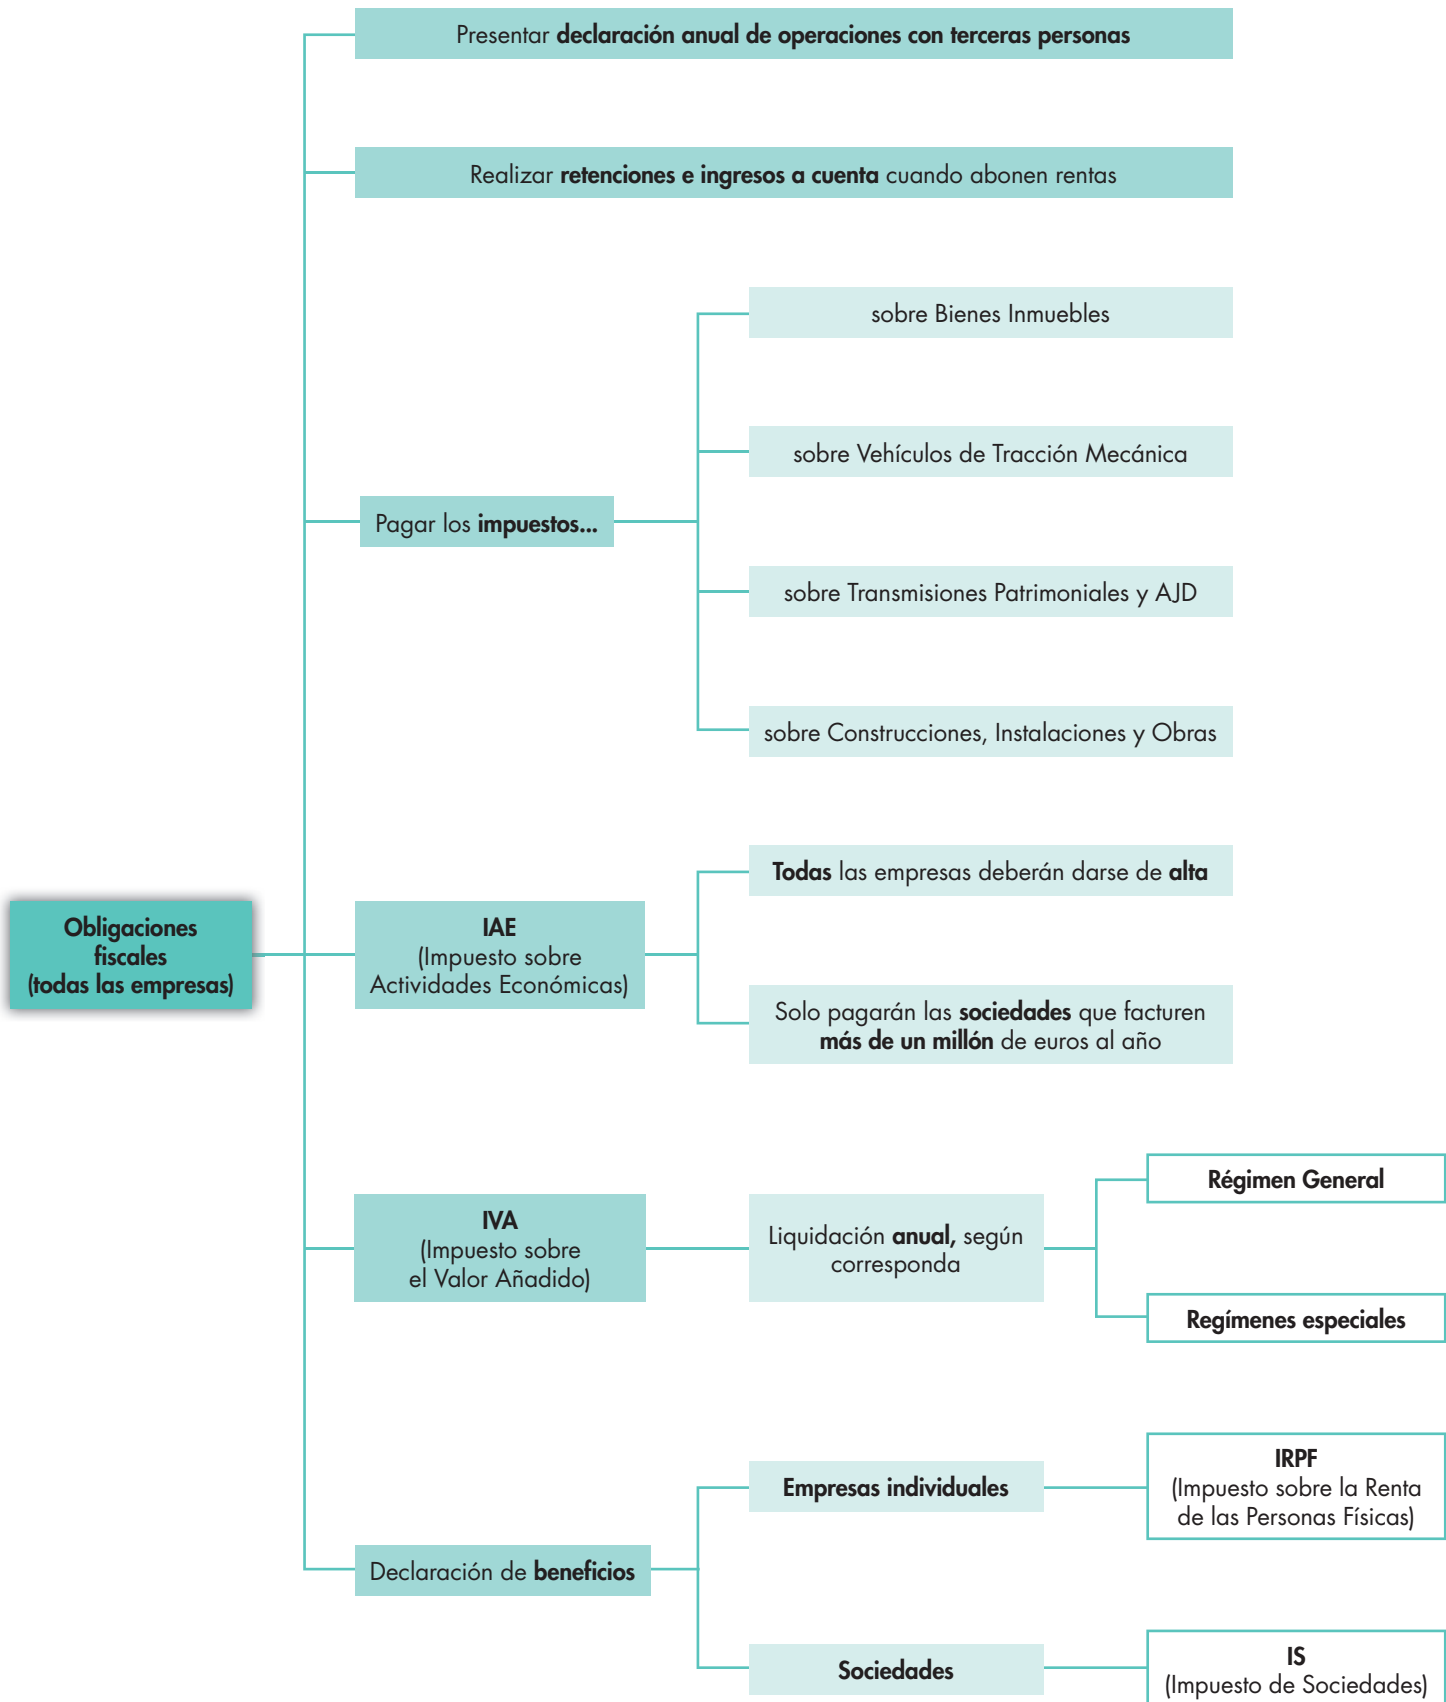 Presentar declaración anual de operaciones con terceras personas
Realizar retenciones e ingresos a cuenta cuando abonen rentas
sobre Bienes Inmuebles
sobre Vehículos de Tracción Mecánica
Pagar los impuestos...
sobre Transmisiones Patrimoniales y AJD
sobre Construcciones, Instalaciones y Obras
Todas las empresas deberán darse de alta
Obligaciones
fiscales
(todas las empresas)
IAE
(Impuesto sobre
Actividades Económicas)
Solo pagarán las sociedades que facturen
más de un millón de euros al año
Régimen General
IVA
(Impuesto sobre
el Valor Añadido)
Liquidación anual, según
corresponda
Regímenes especiales
Empresas individuales
IRPF
(Impuesto sobre la Renta
de las Personas Físicas)
Declaración de beneficios
Sociedades
IS
(Impuesto de Sociedades)